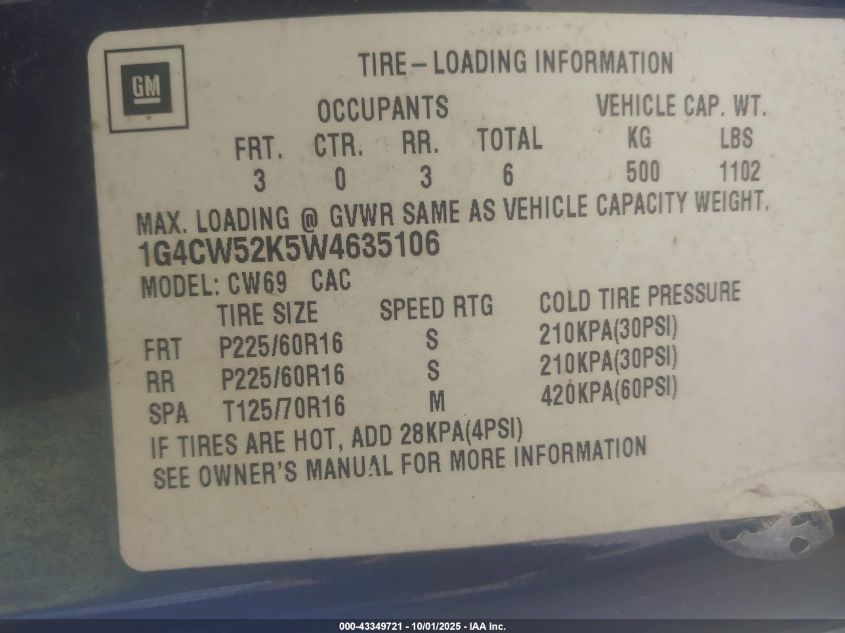 GM
TIRE – LOADING INFORMATION
OCCUPANTS VEHICLE CAP. WT.
FRT. CTR. RR. TOTAL KG LBS
3 0 3 6 500 1102
MAX. LOADING @ GVWR SAME AS VEHICLE CAPACITY WEIGHT.
1G4CW52K5W4635106
MODEL: CW69 CAC
TIRE SIZE SPEED RTG COLD TIRE PRESSURE
FRT P225/60R16 S 210KPA(30PSI)
RR P225/60R16 S 210KPA(30PSI)
SPA T125/70R16 M 420KPA(60PSI)
IF TIRES ARE HOT, ADD 28KPA(4PSI)
SEE OWNER'S MANUAL FOR MORE INFORMATION
000-43349721 - 10/01/2025 - IAA Inc.